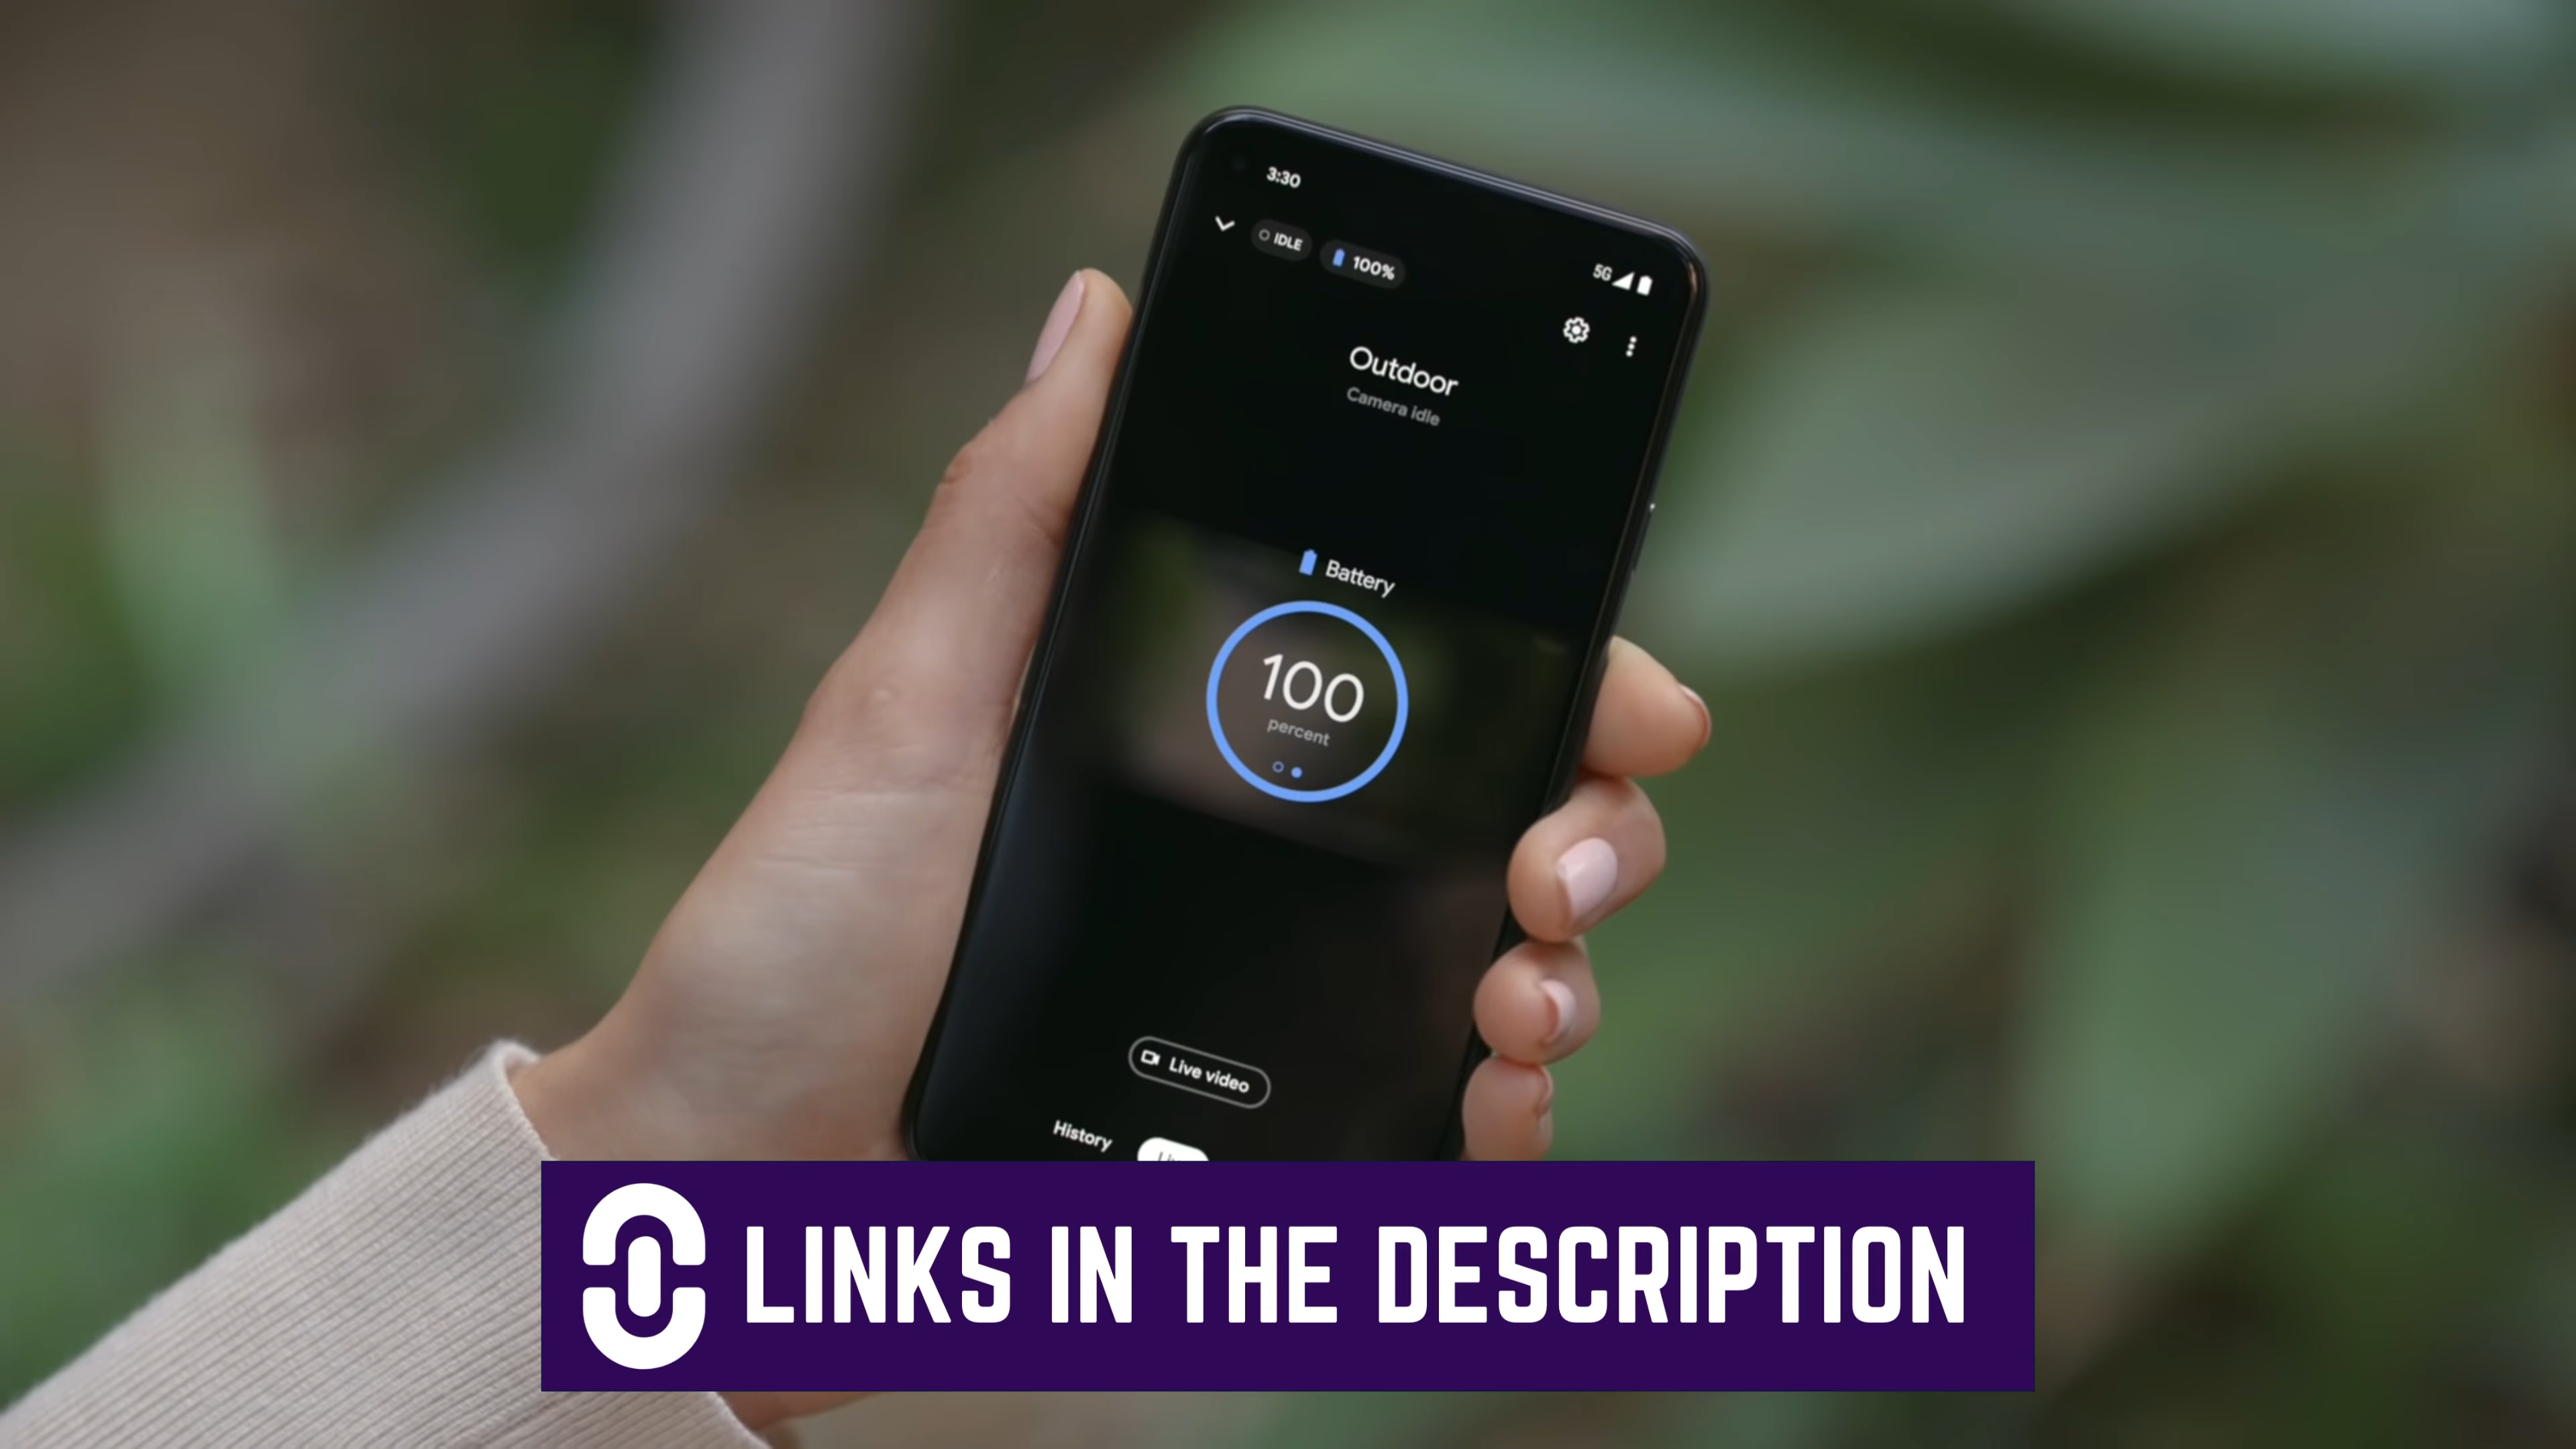 3:30
5G
IDLE
100%
Outdoor
Camera idle
Battery
100
percent
Live video
History
LINKS IN THE DESCRIPTION